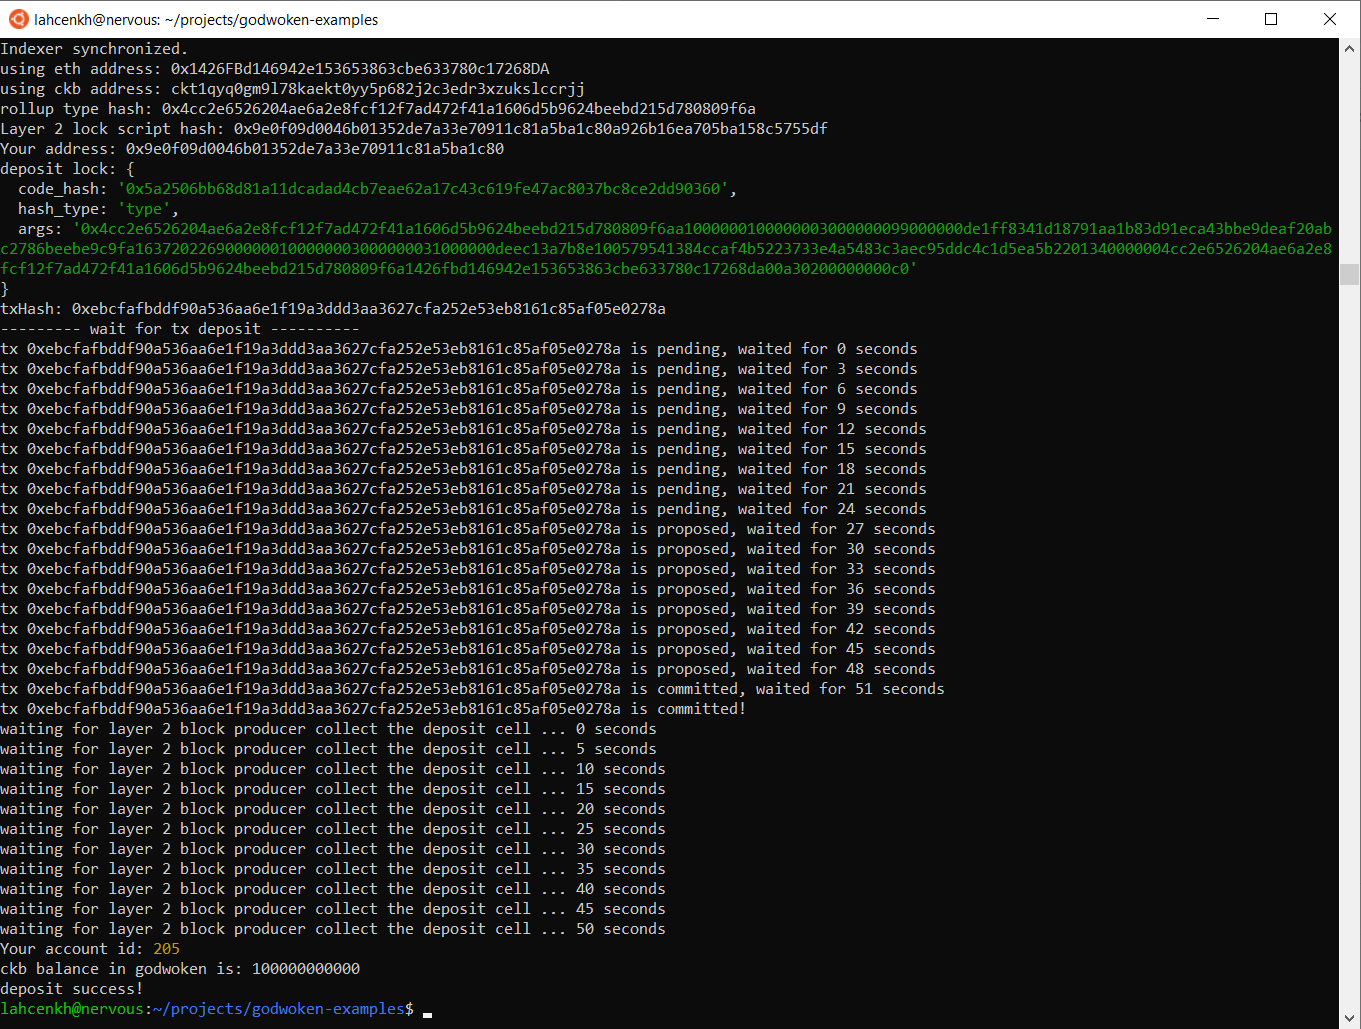 lahcenkh@nervous: ~/projects/godwoken-examples
Indexer synchronized.
using eth address: 0x1426FBd146942e153653863cbe633780c17268DA
using ckb address: ckt1qyq0gm9l78kaekt0yy5p682j2c3edr3xzukslccrjj
rollup type hash: 0x4cc2e6526204ae6a2e8fcf12f7ad472f41a1606d5b9624beebd215d780809f6a
Layer 2 lock script hash: 0x9e0f09d0046b01352de7a33e70911c81a5ba1c80a926b16ea705ba158c5755df
Your address: 0x9e0f09d0046b01352de7a33e70911c81a5ba1c80
deposit lock: {
  code_hash: '0x5a2506bb68d81a11dcadad4cb7eae62a17c43c619fe47ac8037bc8ce2dd90360',
  hash_type: 'type',
  args: '0x4cc2e6526204ae6a2e8fcf12f7ad472f41a1606d5b9624beebd215d780809f6aa10000001000000030000000099000000de1ff8341d18791aa1b83d91eca43bbe9deaf20ab
c2786beebe9c9fa1637202269000000100000003000000031000000deec13a7b8e100579541384ccaf4b5223733e4a5483c3aec95ddc4c1d5ea5b2201340000004cc2e6526204ae6a2e8
fcf12f7ad472f41a1606d5b9624beebd215d780809f6a1426fbd146942e153653863cbe633780c17268da00a30200000000c0'
}
txHash: 0xebcfafbddf90a536aa6e1f19a3ddd3aa3627cfa252e53eb8161c85af05e0278a
--------- wait for tx deposit ----------
tx 0xebcfafbddf90a536aa6e1f19a3ddd3aa3627cfa252e53eb8161c85af05e0278a is pending, waited for 0 seconds
tx 0xebcfafbddf90a536aa6e1f19a3ddd3aa3627cfa252e53eb8161c85af05e0278a is pending, waited for 3 seconds
tx 0xebcfafbddf90a536aa6e1f19a3ddd3aa3627cfa252e53eb8161c85af05e0278a is pending, waited for 6 seconds
tx 0xebcfafbddf90a536aa6e1f19a3ddd3aa3627cfa252e53eb8161c85af05e0278a is pending, waited for 9 seconds
tx 0xebcfafbddf90a536aa6e1f19a3ddd3aa3627cfa252e53eb8161c85af05e0278a is pending, waited for 12 seconds
tx 0xebcfafbddf90a536aa6e1f19a3ddd3aa3627cfa252e53eb8161c85af05e0278a is pending, waited for 15 seconds
tx 0xebcfafbddf90a536aa6e1f19a3ddd3aa3627cfa252e53eb8161c85af05e0278a is pending, waited for 18 seconds
tx 0xebcfafbddf90a536aa6e1f19a3ddd3aa3627cfa252e53eb8161c85af05e0278a is pending, waited for 21 seconds
tx 0xebcfafbddf90a536aa6e1f19a3ddd3aa3627cfa252e53eb8161c85af05e0278a is pending, waited for 24 seconds
tx 0xebcfafbddf90a536aa6e1f19a3ddd3aa3627cfa252e53eb8161c85af05e0278a is proposed, waited for 27 seconds
tx 0xebcfafbddf90a536aa6e1f19a3ddd3aa3627cfa252e53eb8161c85af05e0278a is proposed, waited for 30 seconds
tx 0xebcfafbddf90a536aa6e1f19a3ddd3aa3627cfa252e53eb8161c85af05e0278a is proposed, waited for 33 seconds
tx 0xebcfafbddf90a536aa6e1f19a3ddd3aa3627cfa252e53eb8161c85af05e0278a is proposed, waited for 36 seconds
tx 0xebcfafbddf90a536aa6e1f19a3ddd3aa3627cfa252e53eb8161c85af05e0278a is proposed, waited for 39 seconds
tx 0xebcfafbddf90a536aa6e1f19a3ddd3aa3627cfa252e53eb8161c85af05e0278a is proposed, waited for 42 seconds
tx 0xebcfafbddf90a536aa6e1f19a3ddd3aa3627cfa252e53eb8161c85af05e0278a is proposed, waited for 45 seconds
tx 0xebcfafbddf90a536aa6e1f19a3ddd3aa3627cfa252e53eb8161c85af05e0278a is proposed, waited for 48 seconds
tx 0xebcfafbddf90a536aa6e1f19a3ddd3aa3627cfa252e53eb8161c85af05e0278a is committed, waited for 51 seconds
tx 0xebcfafbddf90a536aa6e1f19a3ddd3aa3627cfa252e53eb8161c85af05e0278a is committed!
waiting for layer 2 block producer collect the deposit cell ... 0 seconds
waiting for layer 2 block producer collect the deposit cell ... 5 seconds
waiting for layer 2 block producer collect the deposit cell ... 10 seconds
waiting for layer 2 block producer collect the deposit cell ... 15 seconds
waiting for layer 2 block producer collect the deposit cell ... 20 seconds
waiting for layer 2 block producer collect the deposit cell ... 25 seconds
waiting for layer 2 block producer collect the deposit cell ... 30 seconds
waiting for layer 2 block producer collect the deposit cell ... 35 seconds
waiting for layer 2 block producer collect the deposit cell ... 40 seconds
waiting for layer 2 block producer collect the deposit cell ... 45 seconds
waiting for layer 2 block producer collect the deposit cell ... 50 seconds
Your account id: 205
ckb balance in godwoken is: 100000000000
deposit success!
lahcenkh@nervous:~/projects/godwoken-examples$